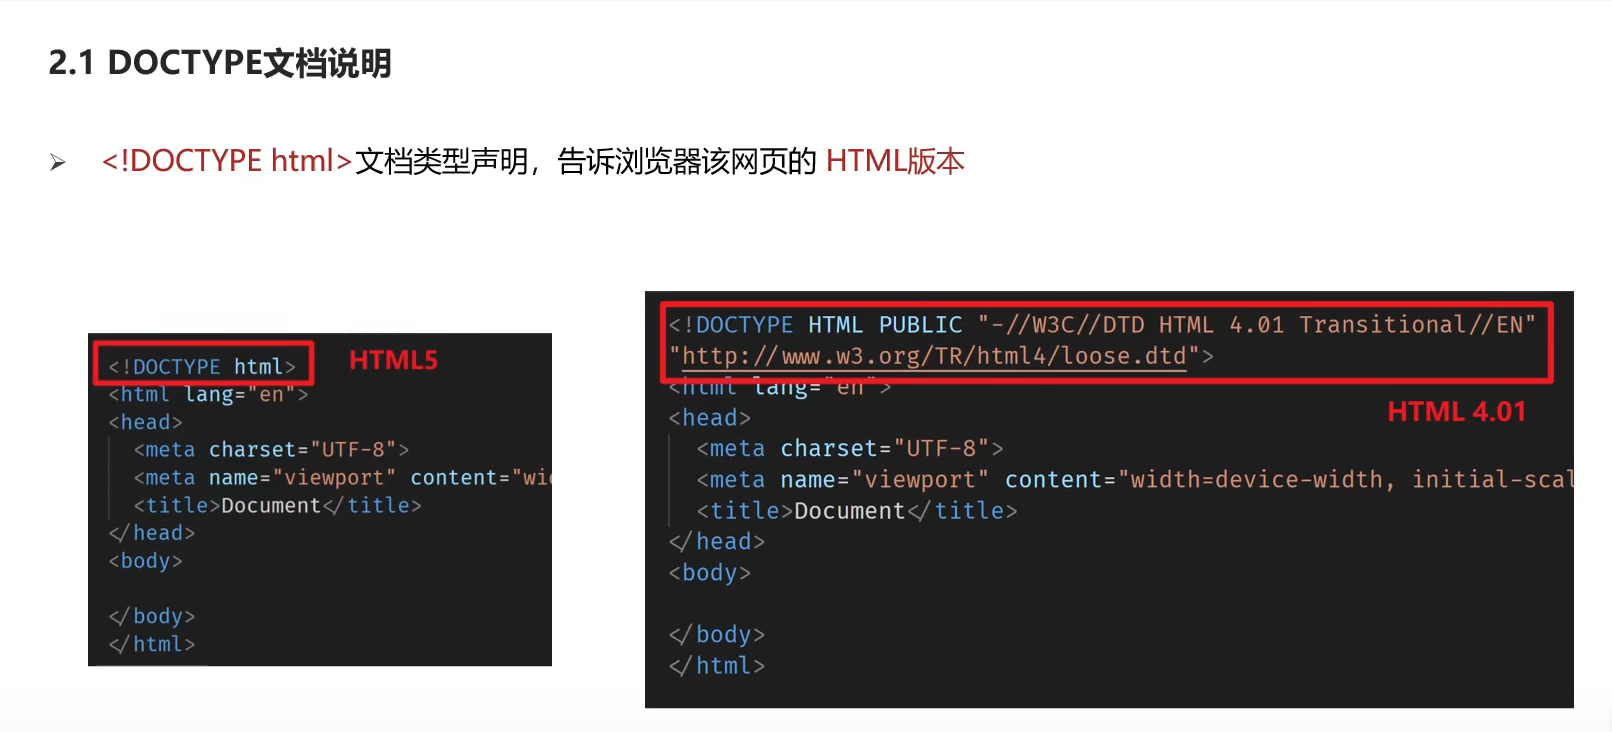 2.1 DOCTYPE文档说明
<!DOCTYPE html>文档类型声明，告诉浏览器该网页的 HTML版本
<!DOCTYPE html>
HTML5
<html lang="en">
<head>
<meta charset="UTF-8">
<meta name="viewport" content="wi
<title>Document</title>
</head>
<body>
</body>
</html>
<!DOCTYPE HTML PUBLIC "-//W3C//DTD HTML 4.01 Transitional//EN"
"http://www.w3.org/TR/html4/loose.dtd">
<html lang="en">
HTML 4.01
<head>
<meta charset="UTF-8">
<meta name="viewport" content="width=device-width, initial-scal
<title>Document</title>
</head>
<body>
</body>
</html>